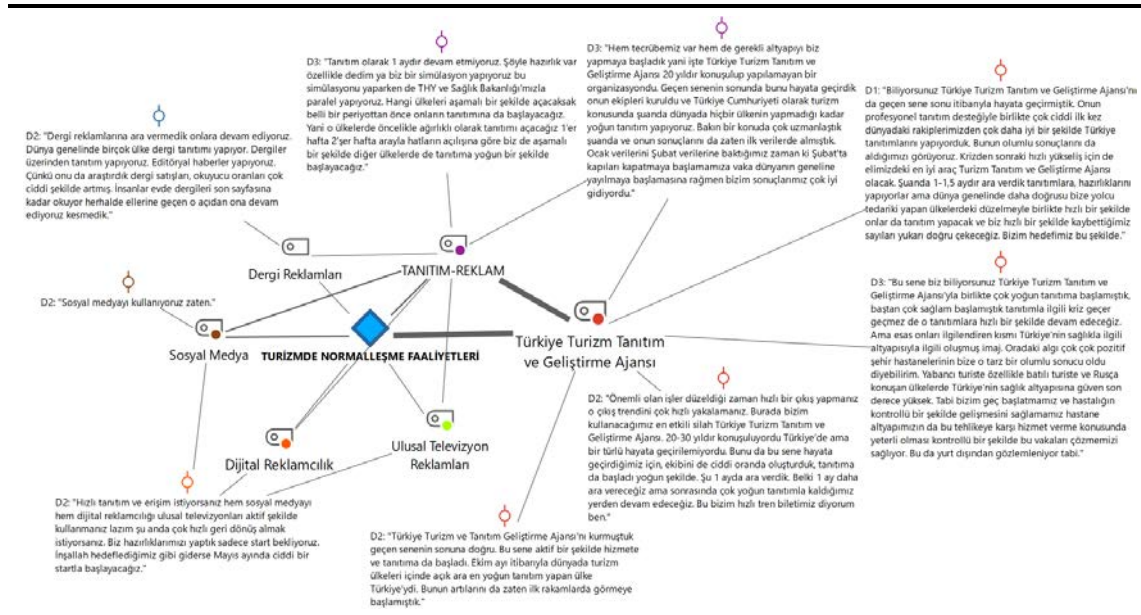 D3: "Tanıtım olarak 1 aydır devam etmiyoruz. Şöyle hazırlık var
özellikle dedim ya biz bir simülasyon yapıyoruz bu
simülasyonu yaparken de THY ve Sağlık Bakanlığı'mızla
paralel yapıyoruz. Hangi ülkeleri aşamalı bir şekilde açacaksak
belli bir periyottan önce onların tanıtımına da başlayacağız.
Yani o ülkelerde öncelikle ağırlıklı olarak tanıtımı açacağız 1'er
hafta 2'şer hafta arayla hatların açılışına göre biz de aşamalı
bir şekilde diğer ülkelerde de tanıtıma yoğun bir şekilde
başlayacağız."
D3: "Hem tecrübemiz var hem de gerekli altyapıyı biz
yapmaya başladık yani işte Türkiye Turizm Tanıtım ve
Geliştirme Ajansı 20 yıldır konuşulup yapılamayan bir
organizasyondu. Geçen senenin sonunda bunu hayata geçirdik
onun ekipleri kuruldu ve Türkiye Cumhuriyeti olarak turizm
konusunda şuanda dünyada hiçbir ülkenin yapmadığı kadar
yoğun tanıtım yapıyoruz. Bakın bir konuda çok uzmanlaştık
şuanda ve onun sonuçlarını da zaten ilk verilerde almıştık.
Ocak verilerini Şubat verilerine baktığımız zaman ki Şubat'ta
kapıları kapatmaya başlamamıza vaka dünyanın geneline
yayılmaya başlamasına rağmen bizim sonuçlarımız çok iyi
gidiyordu."
D1: "Biliyorsunuz Türkiye Turizm Tanıtım ve Geliştirme Ajansı'nı
da geçen sene sonu itibarıyla hayata geçirmiştik. Onun
profesyonel tanıtım desteğiyle birlikte çok ciddi ilk kez
dünyadaki rakiplerimizden çok daha iyi bir şekilde Türkiye
tanıtımlarını yapıyorduk. Bunun olumlu sonuçlarını da
aldığımızı görüyoruz. Krizden sonraki hızlı yükseliş için de
elimizdeki en iyi araç Türkiye Tanıtım ve Geliştirme Ajansı
olacak. Şuanda 1-1,5 aydır ara verdik tanıtımlara, hazırlıklarını
yapıyorlar ama dünya genelinde daha doğrusu bize yolcu
tedariki yapan ülkelerdeki düzelmeyle birlikte hızlı bir şekilde
onlar da tanıtım yapacak ve biz hızlı bir şekilde kaybettiğimiz
sayıları yukarı doğru çekeceğiz. Bizim hedefimiz bu şekilde."
D2: "Dergi reklamlarına ara vermedik onlara devam ediyoruz.
Dünya genelinde birçok ülke dergi tanıtımı yapıyor. Dergiler
üzerinden tanıtım yapıyoruz. Editöryal haberler yapıyoruz.
Çünkü onu da araştırdık dergi satışları, okuyucu oranları çok
ciddi şekilde artmış. İnsanlar evde dergileri son sayfasına
kadar okuyor herhalde ellerine geçen o açıdan ona devam
ediyoruz kesmedik."
Dergi Reklamları
TANITIM-REKLAM
D2: "Sosyal medyayı kullanıyoruz zaten."
Sosyal Medya
TURİZMDE NORMALLEŞME FAALİYETLERİ
Türkiye Turizm Tanıtım
ve Geliştirme Ajansı
D3: "Bu sene biz biliyorsunuz Türkiye Turizm Tanıtım ve
Geliştirme Ajansı'yla birlikte çok yoğun tanıtıma başlamıştık,
baştan çok sağlam başlamıştık tanıtımla ilgili kriz geçer
geçmez de o tanıtımlara hızlı bir şekilde devam edeceğiz.
Ama esas onları ilgilendiren kısmı Türkiye'nin sağlıkla ilgili
altyapısıyla ilgili oluşmuş imaj. Oradaki algı çok çok pozitif
şehir hastanelerinin bize o tarz bir olumlu sonucu oldu
diyebilirim. Yabancı turiste özellikle batılı turiste ve Rusça
konuşan ülkelerde Türkiye'nin sağlık altyapısına güven son
derece yüksek. Tabi bizim geç başlatmamız ve hastalığın
kontrollü bir şekilde gelişmesini sağlamamız hastane
altyapımızın da bu tehlikeye karşı hizmet verme konusunda
yeterli olması kontrollü bir şekilde bu vakaları çözmemizi
sağlıyor. Bu da yurt dışından gözlemleniyor tabi."
Dijital Reklamcılık
Ulusal Televizyon
Reklamları
D2: "Önemli olan işler düzeldiği zaman hızlı bir çıkış yapmanız
o çıkış trendini çok hızlı yakalamanız. Burada bizim
kullanacağımız en etkili silah Türkiye Turizm Tanıtım ve
Geliştirme Ajansı. 20-30 yıldır konuşuluyordu Türkiye'de ama
bir türlü hayata geçirilemiyordu. Bunu da bu sene hayata
geçirdiğimiz için, ekibini de ciddi oranda oluşturduk, tanıtıma
da başladı yoğun şekilde. Şu 1 ayda ara verdik. Belki 1 ay daha
ara vereceğiz ama sonrasında çok yoğun tanıtımla kaldığımız
yerden devam edeceğiz. Bu bizim hızlı tren biletimiz diyorum
ben."
D2: "Hızlı tanıtım ve erişim istiyorsanız hem sosyal medyayı
hem dijital reklamcılığı ulusal televizyonları aktif şekilde
kullanmanız lazım şu anda çok hızlı geri dönüş almak
istiyorsanız. Biz hazırlıklarımızı yaptık sadece start bekliyoruz.
İnşallah hedeflediğimiz gibi giderse Mayıs ayında ciddi bir
startla başlayacağız."
D2: "Türkiye Turizm ve Tanıtım Geliştirme Ajansı'nı kurmuştuk
geçen senenin sonuna doğru. Bu sene aktif bir şekilde hizmete
ve tanıtıma da başladı. Ekim ayı itibarıyla dünyada turizm
ülkeleri içinde açık ara en yoğun tanıtım yapan ülke
Türkiye'ydi. Bunun artılarını da zaten ilk rakamlarda görmeye
başlamıştık."